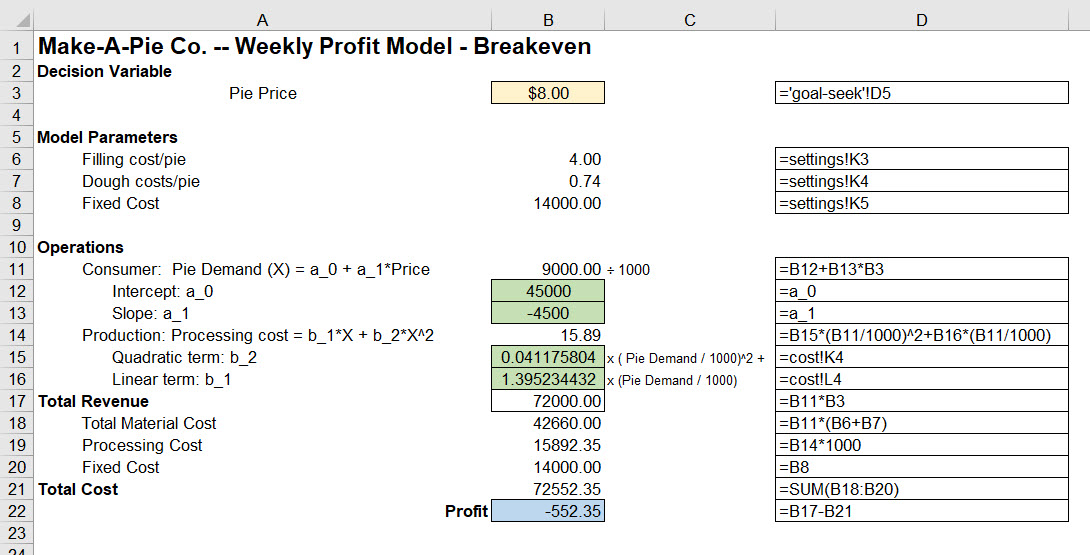 A B C D
1 Make-A-Pie Co. -- Weekly Profit Model - Breakeven
2 Decision Variable
3 Pie Price $8.00 ='goal-seek'!D5
4
5 Model Parameters
6 Filling cost/pie 4.00 =settings!K3
7 Dough costs/pie 0.74 =settings!K4
8 Fixed Cost 14000.00 =settings!K5
9
10 Operations
11 Consumer: Pie Demand (X) = a_0 + a_1*Price 9000.00 ÷ 1000 =B12+B13*B3
12 Intercept: a_0 45000 =a_0
13 Slope: a_1 -4500 =a_1
14 Production: Processing cost = b_1*X + b_2*X^2 15.89 =B15*(B11/1000)^2+B16*(B11/1000)
15 Quadratic term: b_2 0.041175804 x ( Pie Demand / 1000)^2 + =cost!K4
16 Linear term: b_1 1.395234432 x (Pie Demand / 1000) =cost!L4
17 Total Revenue 72000.00 =B11*B3
18 Total Material Cost 42660.00 =B11*(B6+B7)
19 Processing Cost 15892.35 =B14*1000
20 Fixed Cost 14000.00 =B8
21 Total Cost 72552.35 =SUM(B18:B20)
22 Profit -552.35 =B17-B21
23